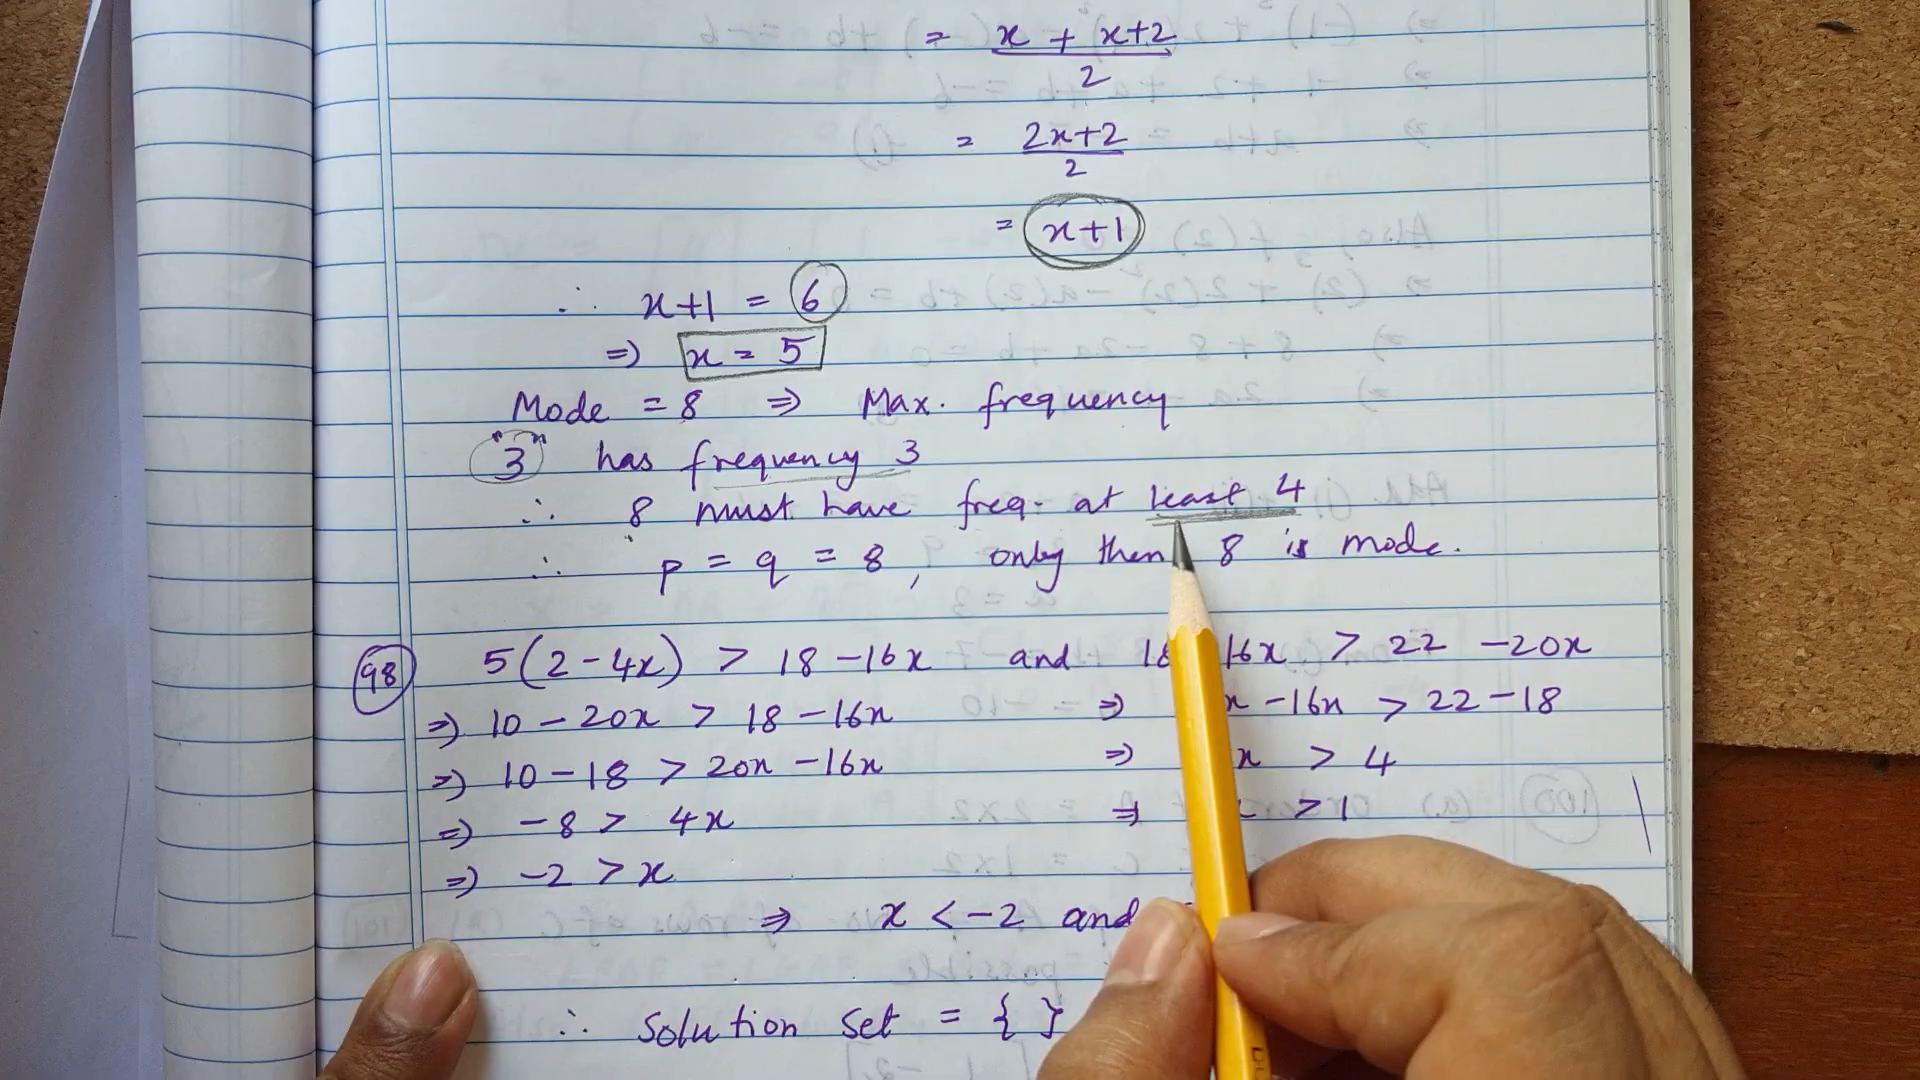 = x + x+2 / 2
= 2x+2 / 2
= x+1
∴ x+1 = 6
⇒ x = 5
Mode = 8 ⇒ Max. frequency
"3" has frequency 3
∴ 8 must have freq. at least 4
∴ p = q = 8, only then 8 is mode.
98 5(2-4x) > 18-16x and 16x > 22 -20x
⇒ 10 - 20x > 18 -16x ⇒ x -16x > 22 -18
⇒ 10 -18 > 20x -16x ⇒ x > 4
⇒ -8 > 4x ⇒ > 1
⇒ -2 > x
⇒ x < -2 and
∴ Solution Set = { }